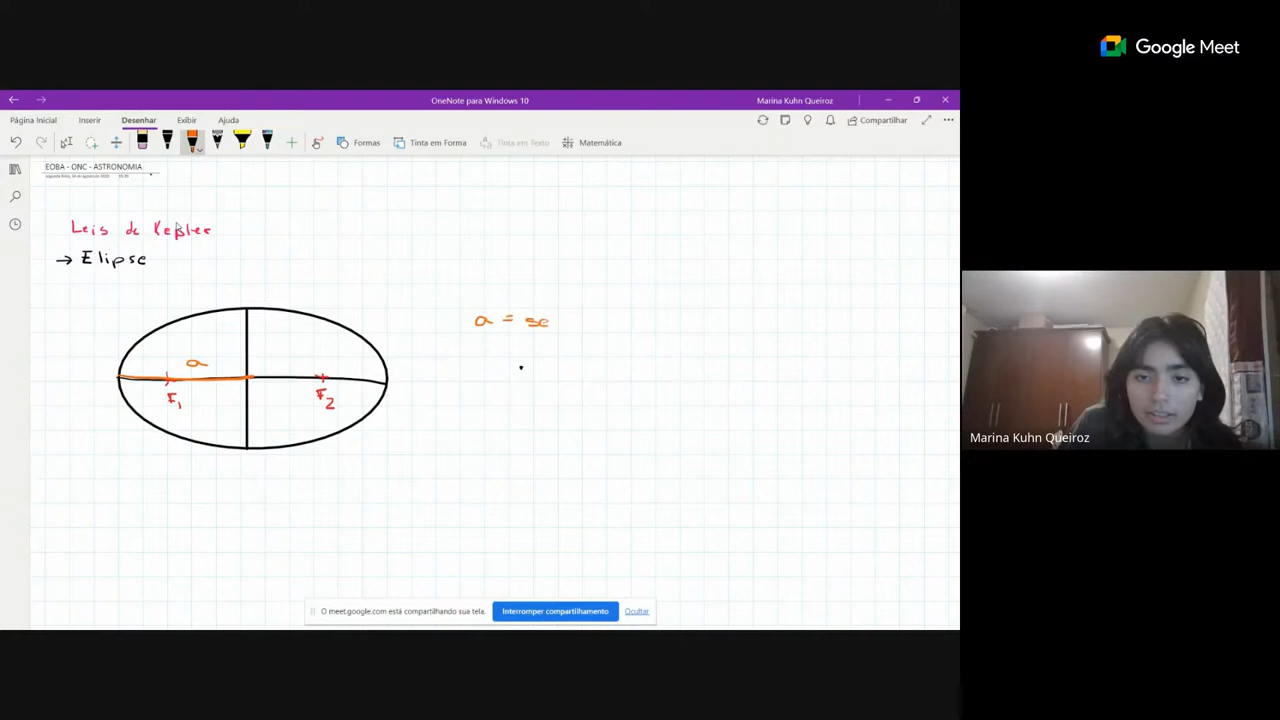 Google Meet
OneNote para Windows 10
Marina Kuhn Queiroz
Página Inicial
Inserir
Desenhar
Exibir
Ajuda
Compartilhar
Formas
Tinta em Forma
Tinta em Texto
Matemática
EOBA - ONC - ASTRONOMIA
Leis de Kepler
→ Elipse
a = se
a
F1
F2
Marina Kuhn Queiroz
O meet.google.com está compartilhando sua tela.
Interromper compartilhamento
Ocultar